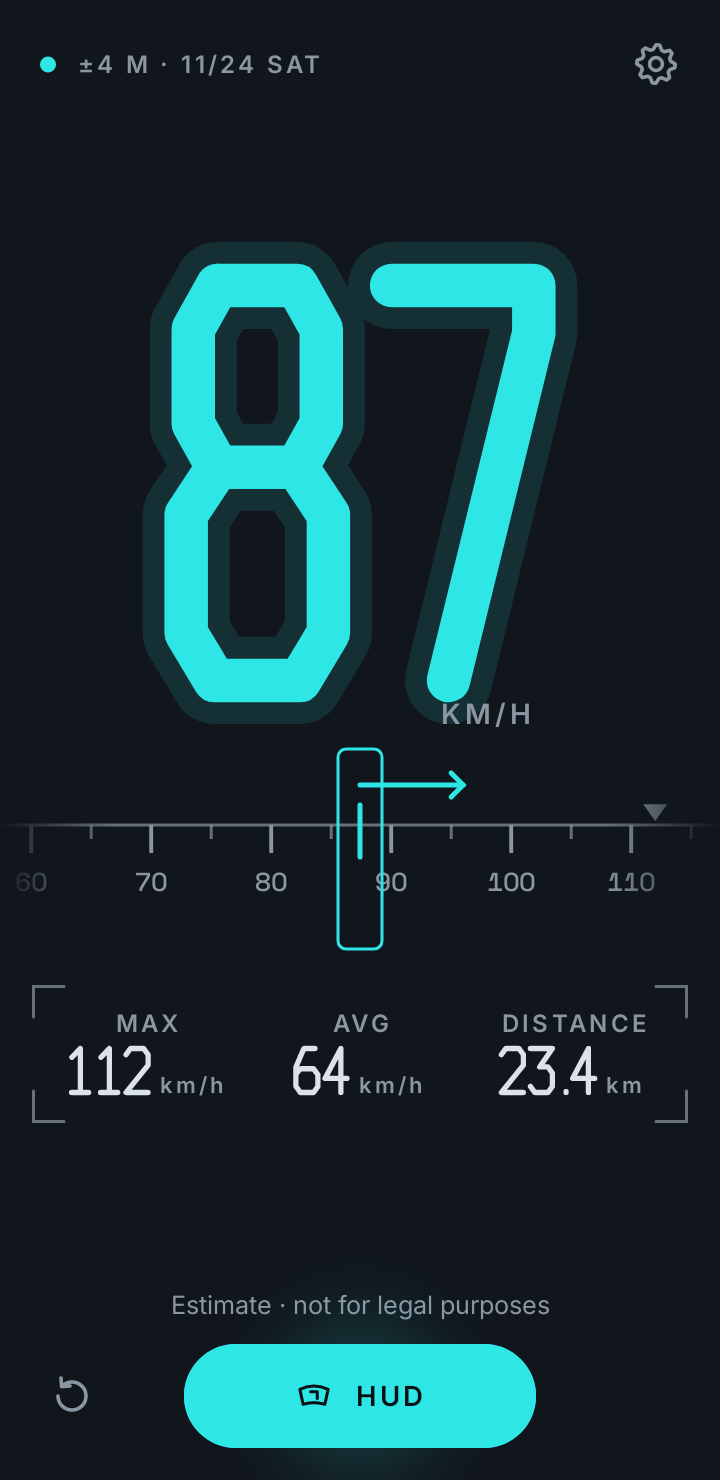 ±4 M · 11/24 SAT
87
KM/H
60 70 80 90 100 110
MAX AVG DISTANCE
112 km/h 64 km/h 23.4 km
Estimate · not for legal purposes
HUD